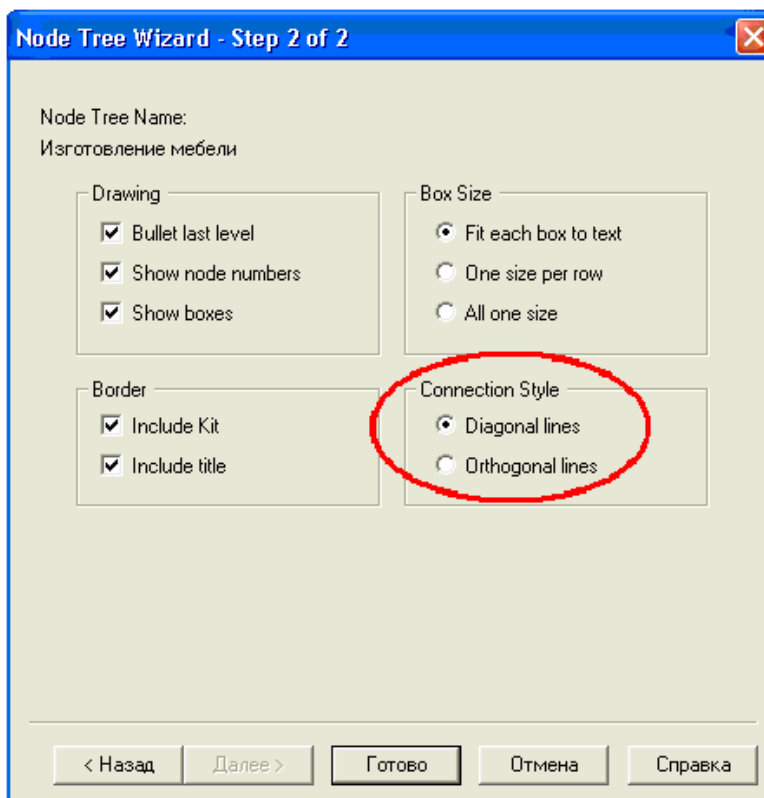 Node Tree Wizard - Step 2 of 2
Node Tree Name:
Изготовление мебели
Drawing
Bullet last level
Show node numbers
Show boxes
Box Size
Fit each box to text
One size per row
All one size
Border
Include Kit
Include title
Connection Style
Diagonal lines
Orthogonal lines
< Назад
Далее >
Готово
Отмена
Справка